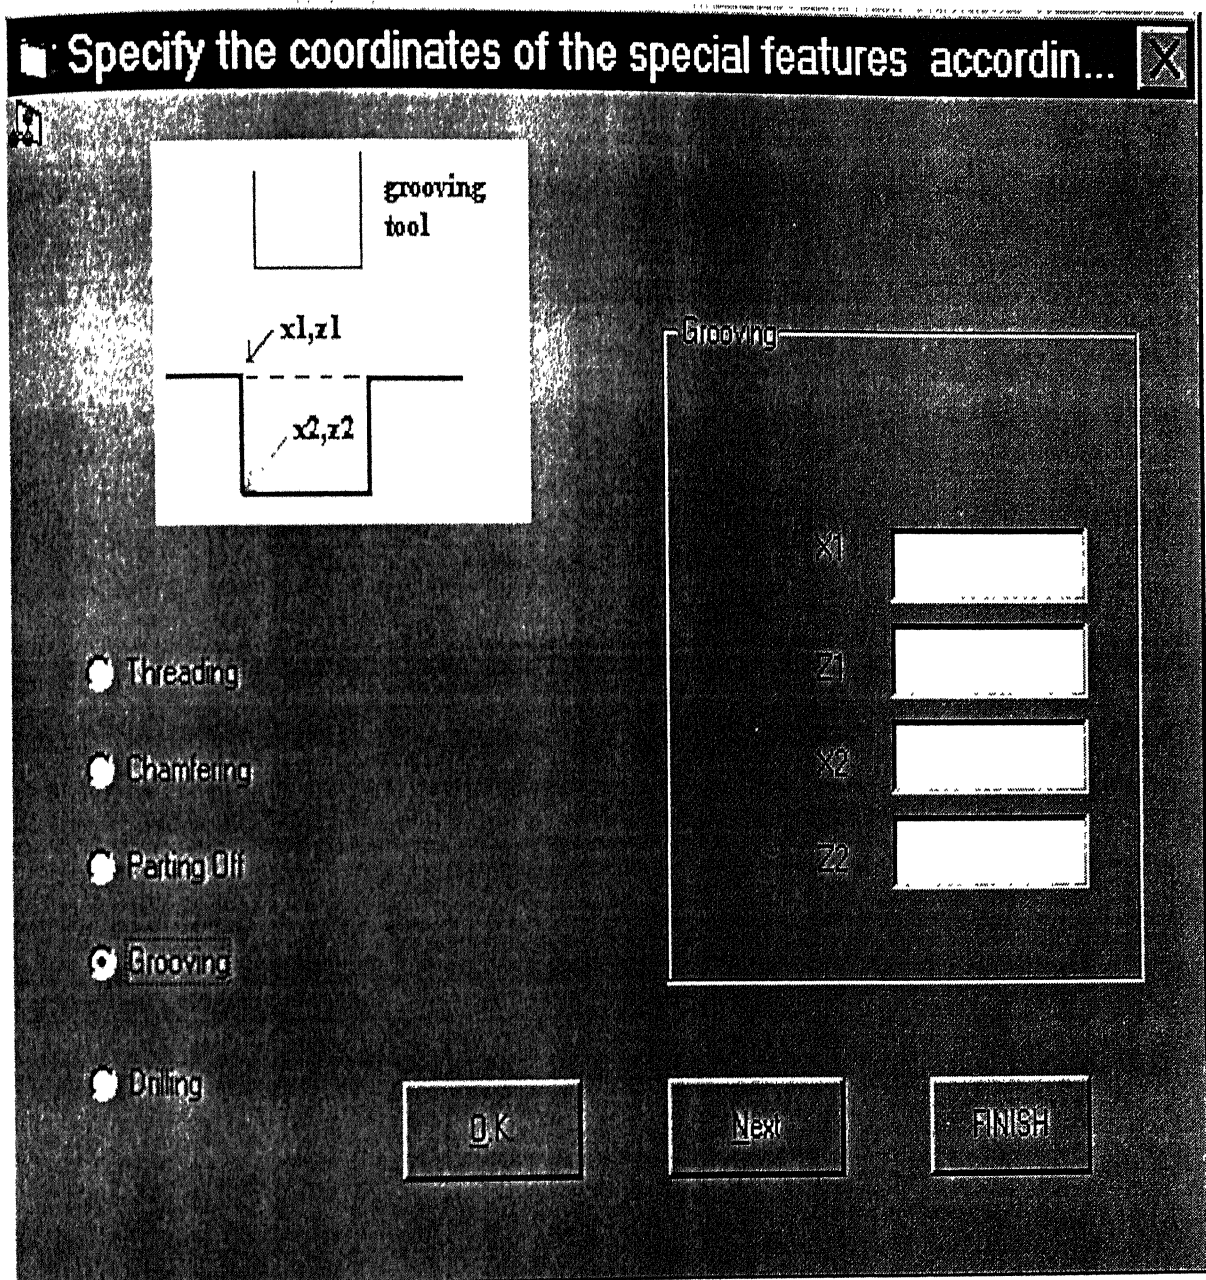 Specify the coordinates of the special features accordin...
grooving
tool
x1,z1
x2,z2
Grooving
X1
Z1
X2
Z2
Threading
Chamfering
Parting Off
Grooving
Drilling
O.K.
Next
FINISH